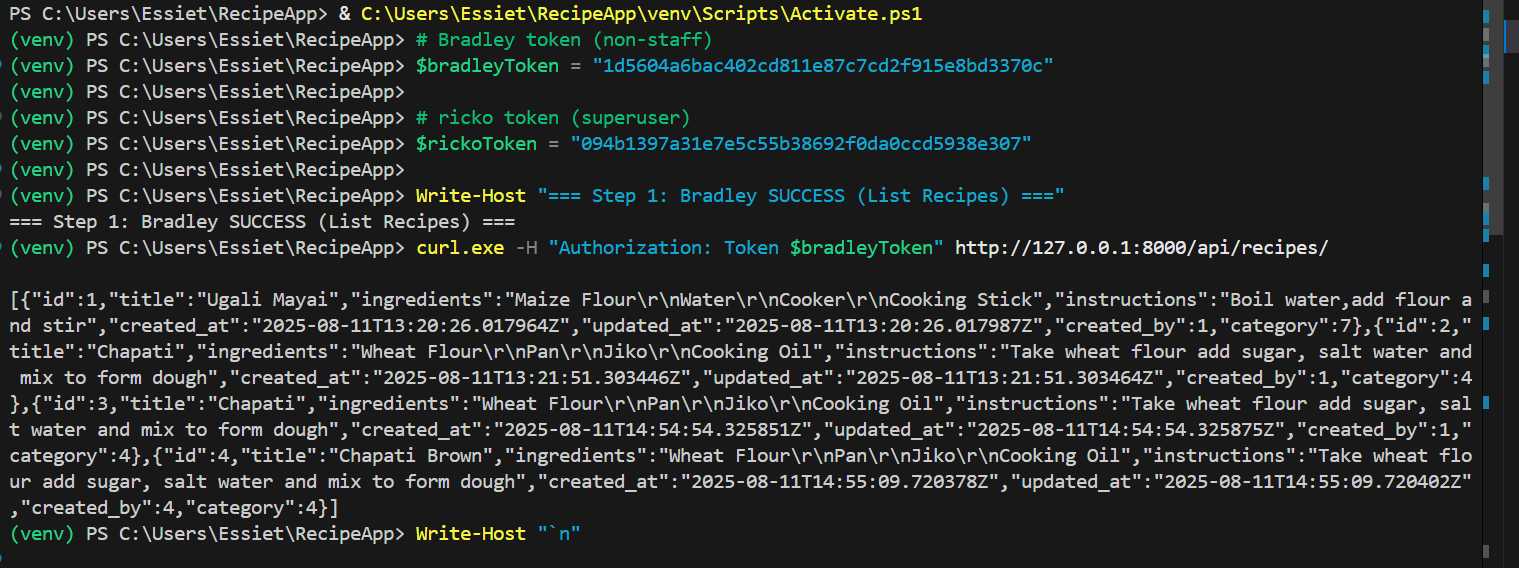 PS C:\Users\Essiet\RecipeApp> & C:\Users\Essiet\RecipeApp\venv\Scripts\Activate.ps1
(venv) PS C:\Users\Essiet\RecipeApp> # Bradley token (non-staff)
(venv) PS C:\Users\Essiet\RecipeApp> $bradleyToken = "1d5604a6bac402cd811e87c7cd2f915e8bd3370c"
(venv) PS C:\Users\Essiet\RecipeApp>
(venv) PS C:\Users\Essiet\RecipeApp> # ricko token (superuser)
(venv) PS C:\Users\Essiet\RecipeApp> $rickoToken = "094b1397a31e7e5c55b38692f0da0ccd5938e307"
(venv) PS C:\Users\Essiet\RecipeApp>
(venv) PS C:\Users\Essiet\RecipeApp> Write-Host "=== Step 1: Bradley SUCCESS (List Recipes) ==="
=== Step 1: Bradley SUCCESS (List Recipes) ===
(venv) PS C:\Users\Essiet\RecipeApp> curl.exe -H "Authorization: Token $bradleyToken" http://127.0.0.1:8000/api/recipes/
[{"id":1,"title":"Ugali Mayai","ingredients":"Maize Flour\r\nWater\r\nCooker\r\nCooking Stick","instructions":"Boil water,add flour a
nd stir","created_at":"2025-08-11T13:20:26.017964Z","updated_at":"2025-08-11T13:20:26.017987Z","created_by":1,"category":7},{"id":2,"
title":"Chapati","ingredients":"Wheat Flour\r\nPan\r\nJiko\r\nCooking Oil","instructions":"Take wheat flour add sugar, salt water and
 mix to form dough","created_at":"2025-08-11T13:21:51.303446Z","updated_at":"2025-08-11T13:21:51.303464Z","created_by":1,"category":4
},{"id":3,"title":"Chapati","ingredients":"Wheat Flour\r\nPan\r\nJiko\r\nCooking Oil","instructions":"Take wheat flour add sugar, sal
t water and mix to form dough","created_at":"2025-08-11T14:54:54.325851Z","updated_at":"2025-08-11T14:54:54.325875Z","created_by":1,"
category":4},{"id":4,"title":"Chapati Brown","ingredients":"Wheat Flour\r\nPan\r\nJiko\r\nCooking Oil","instructions":"Take wheat flo
ur add sugar, salt water and mix to form dough","created_at":"2025-08-11T14:55:09.720378Z","updated_at":"2025-08-11T14:55:09.720402Z"
,"created_by":4,"category":4}]
(venv) PS C:\Users\Essiet\RecipeApp> Write-Host "`n"